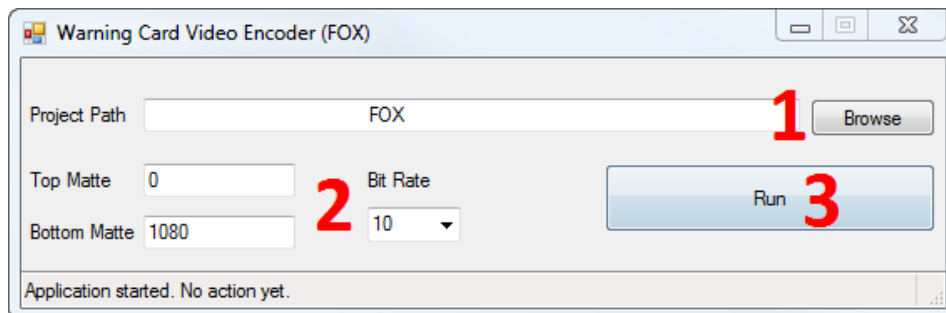 Warning Card Video Encoder (FOX)
Project Path FOX 1 Browse
Top Matte 0 2 Bit Rate Run 3
Bottom Matte 1080 10
Application started. No action yet.